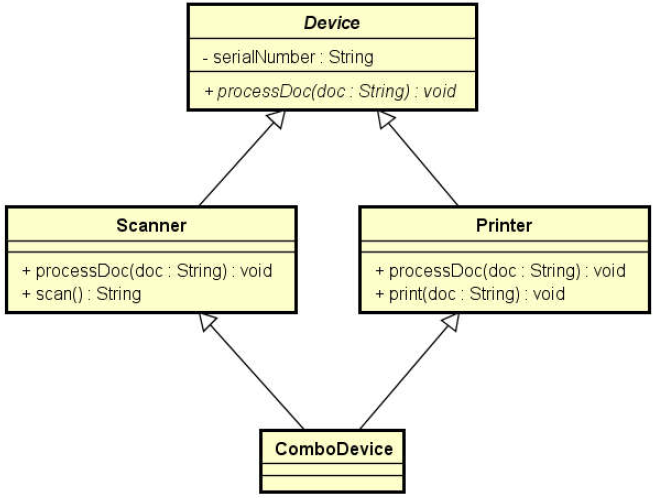 Device
- serialNumber : String
+ processDoc(doc : String) : void
Scanner
+ processDoc(doc : String) : void
+ scan() : String
Printer
+ processDoc(doc : String) : void
+ print(doc : String) : void
ComboDevice